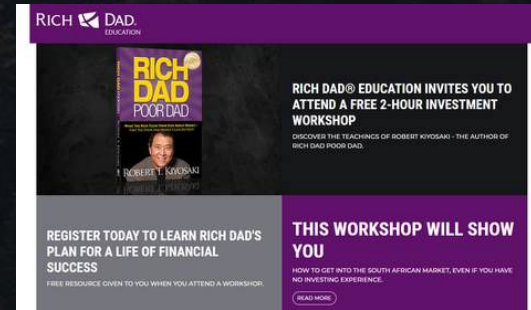 RICH DAD.
EDUCATION
RICH
DAD
POOR DAD
ROBERT T. KIYOSAKI
RICH DAD® EDUCATION INVITES YOU TO
ATTEND A FREE 2-HOUR INVESTMENT
WORKSHOP
DISCOVER THE TEACHINGS OF ROBERT KIYOSAKI - THE AUTHOR OF
RICH DAD POOR DAD.
REGISTER TODAY TO LEARN RICH DAD'S
PLAN FOR A LIFE OF FINANCIAL
SUCCESS
FREE RESOURCE GIVEN TO YOU WHEN YOU ATTEND A WORKSHOP.
THIS WORKSHOP WILL SHOW
YOU
HOW TO GET INTO THE SOUTH AFRICAN MARKET, EVEN IF YOU HAVE
NO INVESTING EXPERIENCE.
READ MORE